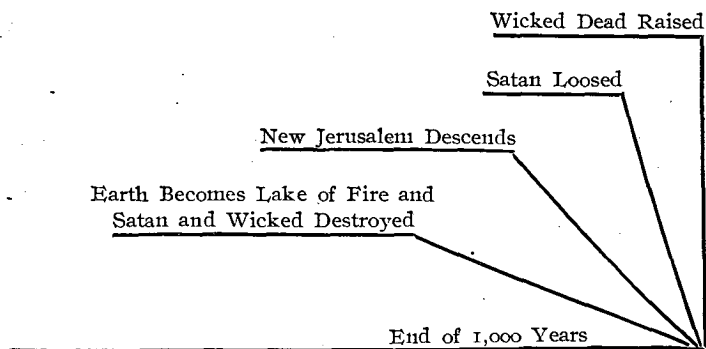 Wicked Dead Raised
Satan Loosed
New Jerusalem Descends
Earth Becomes Lake of Fire and
Satan and Wicked Destroyed
End of 1,000 Years